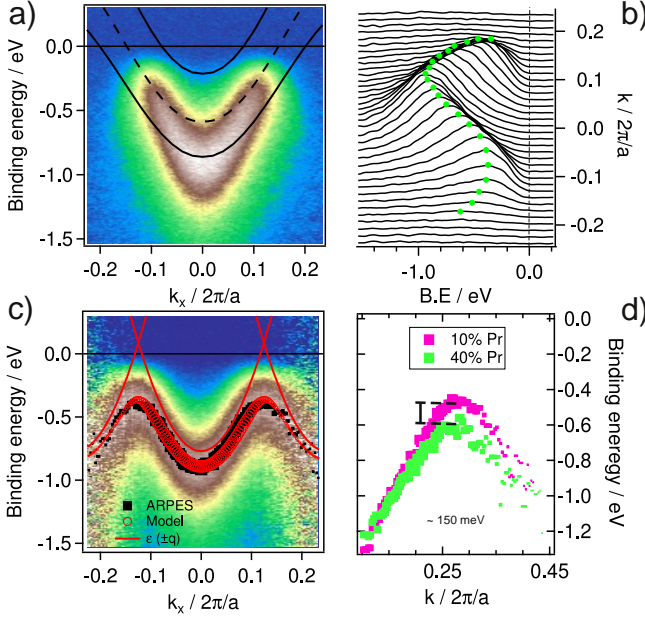 a)
Binding energy / eV
0.0
-0.5
-1.0
-1.5
-0.2 -0.1 0.0 0.1 0.2
kx / 2π/a
b)
0.2
0.1
0.0
-0.1
-0.2
k / 2π/a
-1.0 0.0
B.E / eV
c)
Binding energy / eV
0.0
-0.5
-1.0
-1.5
ARPES
Model
ε (±q)
-0.2 -0.1 0.0 0.1 0.2
kx / 2π/a
d)
10% Pr
40% Pr
~ 150 meV
0.0
-0.2
-0.4
-0.6
-0.8
-1.0
-1.2
Binding energy / eV
0.25 0.45
k / 2π/a